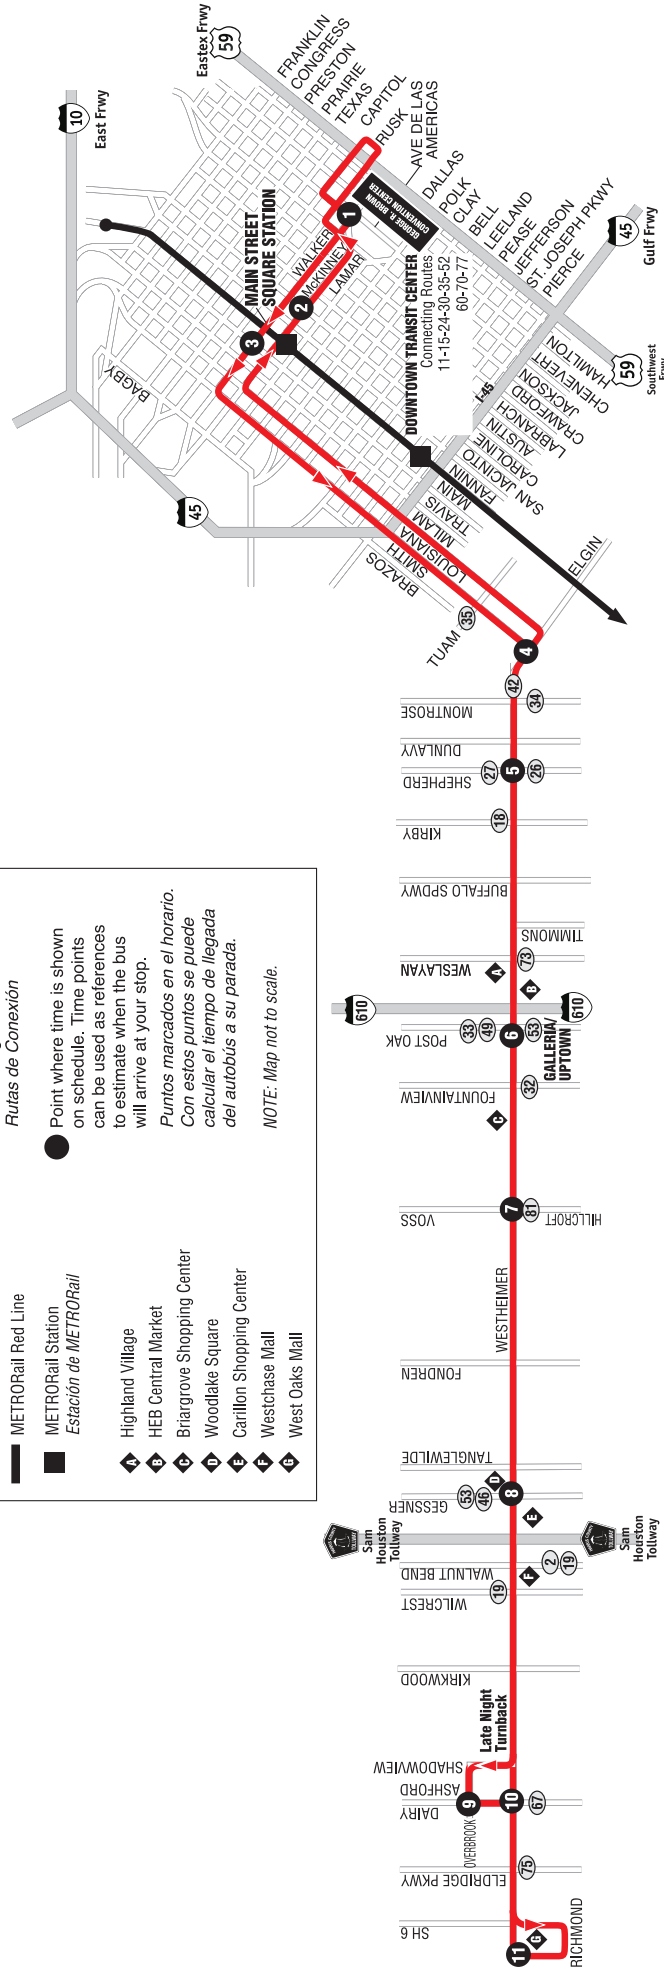 METRORail Red Line
METRORail Station
Estación de METRORail
A Highland Village
B HEB Central Market
C Briargrove Shopping Center
D Woodlake Square
E Carillon Shopping Center
F Westchase Mall
G West Oaks Mall
Rutas de Conexión
Point where time is shown
on schedule. Time points
can be used as references
to estimate when the bus
will arrive at your stop.
Puntos marcados en el horario.
Con estos puntos se puede
calcular el tiempo de llegada
del autobús a su parada.
NOTE: Map not to scale.
SH 6
11
G
RICHMOND
ELDRIDGE PKWY
75
OVERBROOK
DAIRY
ASHFORD
9
10
67
SHADOWVIEW
Late Night
Turnback
KIRKWOOD
WILCREST
19
WALNUT BEND
F
2
19
Sam
Houston
Tollway
Sam
Houston
Tollway
E
GESSNER
53
46
D
8
TANGLEWILDE
FONDREN
WESTHEIMER
VOSS
7
81
HILLCROFT
C
FOUNTAINVIEW
32
POST OAK
33
49
6
53
GALLERIA/
UPTOWN
610
610
B
A
WESLAYAN
73
TIMMONS
BUFFALO SPDWY
KIRBY
18
SHEPHERD
27
5
26
DUNLAVY
MONTROSE
42
34
4
TUAM
35
ELGIN
BRAZOS
SMITH
LOUISIANA
MILAM
TRAVIS
MAIN
FANNIN
SAN JACINTO
CAROLINE
AUSTIN
LABRANCH
CRAWFORD
JACKSON
CHENEVERT
HAMILTON
I-45
45
BAGBY
10
East Frwy
3
MAIN STREET
SQUARE STATION
2
WALKER
McKINNEY
LAMAR
1
GEORGE R. BROWN
CONVENTION CENTER
DOWNTOWN TRANSIT CENTER
Connecting Routes
11-15-24-30-35-52
60-70-77
Eastex Frwy
59
FRANKLIN
CONGRESS
PRESTON
PRAIRIE
TEXAS
CAPITOL
RUSK
AVE DE LAS
AMERICAS
DALLAS
POLK
CLAY
BELL
LEELAND
PEASE
JEFFERSON
ST. JOSEPH PKWY
PIERCE
45
Gulf Frwy
59
Southwest
Frwy